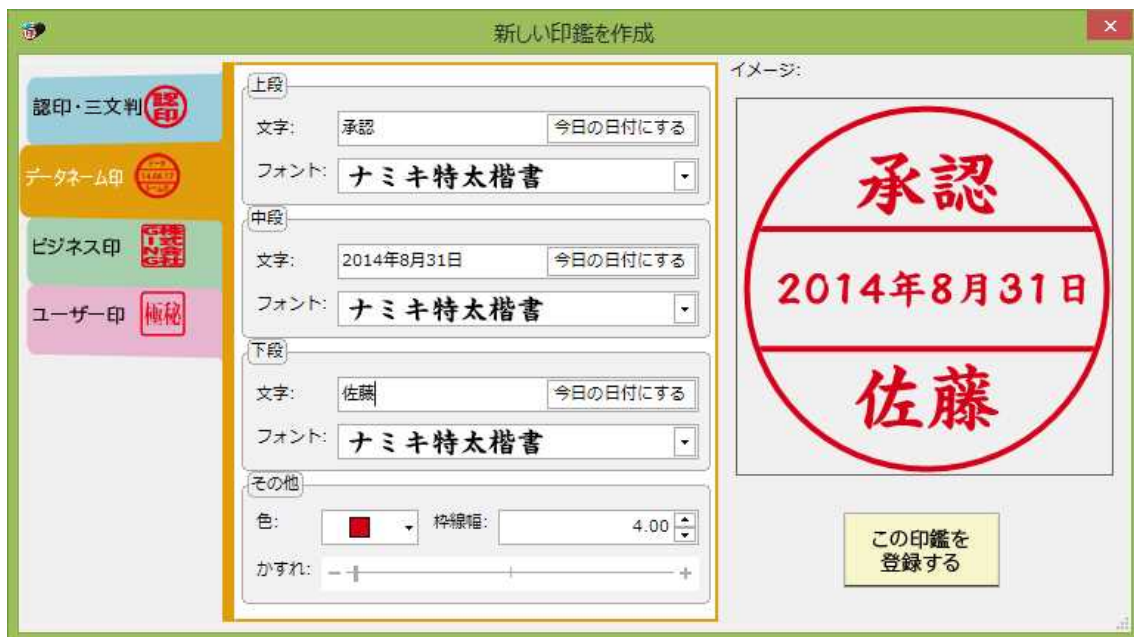 新しい印鑑を作成
認印・三文判
認印
データネーム印
ビジネス印
株式会社
GING
ユーザー印
極秘
上段
文字: 承認 今日の日付にする
フォント: ナミキ特太楷書
中段
文字: 2014年8月31日 今日の日付にする
フォント: ナミキ特太楷書
下段
文字: 佐藤 今日の日付にする
フォント: ナミキ特太楷書
その他
色: 枠線幅: 4.00
かすれ:
イメージ:
承認
2014年8月31日
佐藤
この印鑑を
登録する